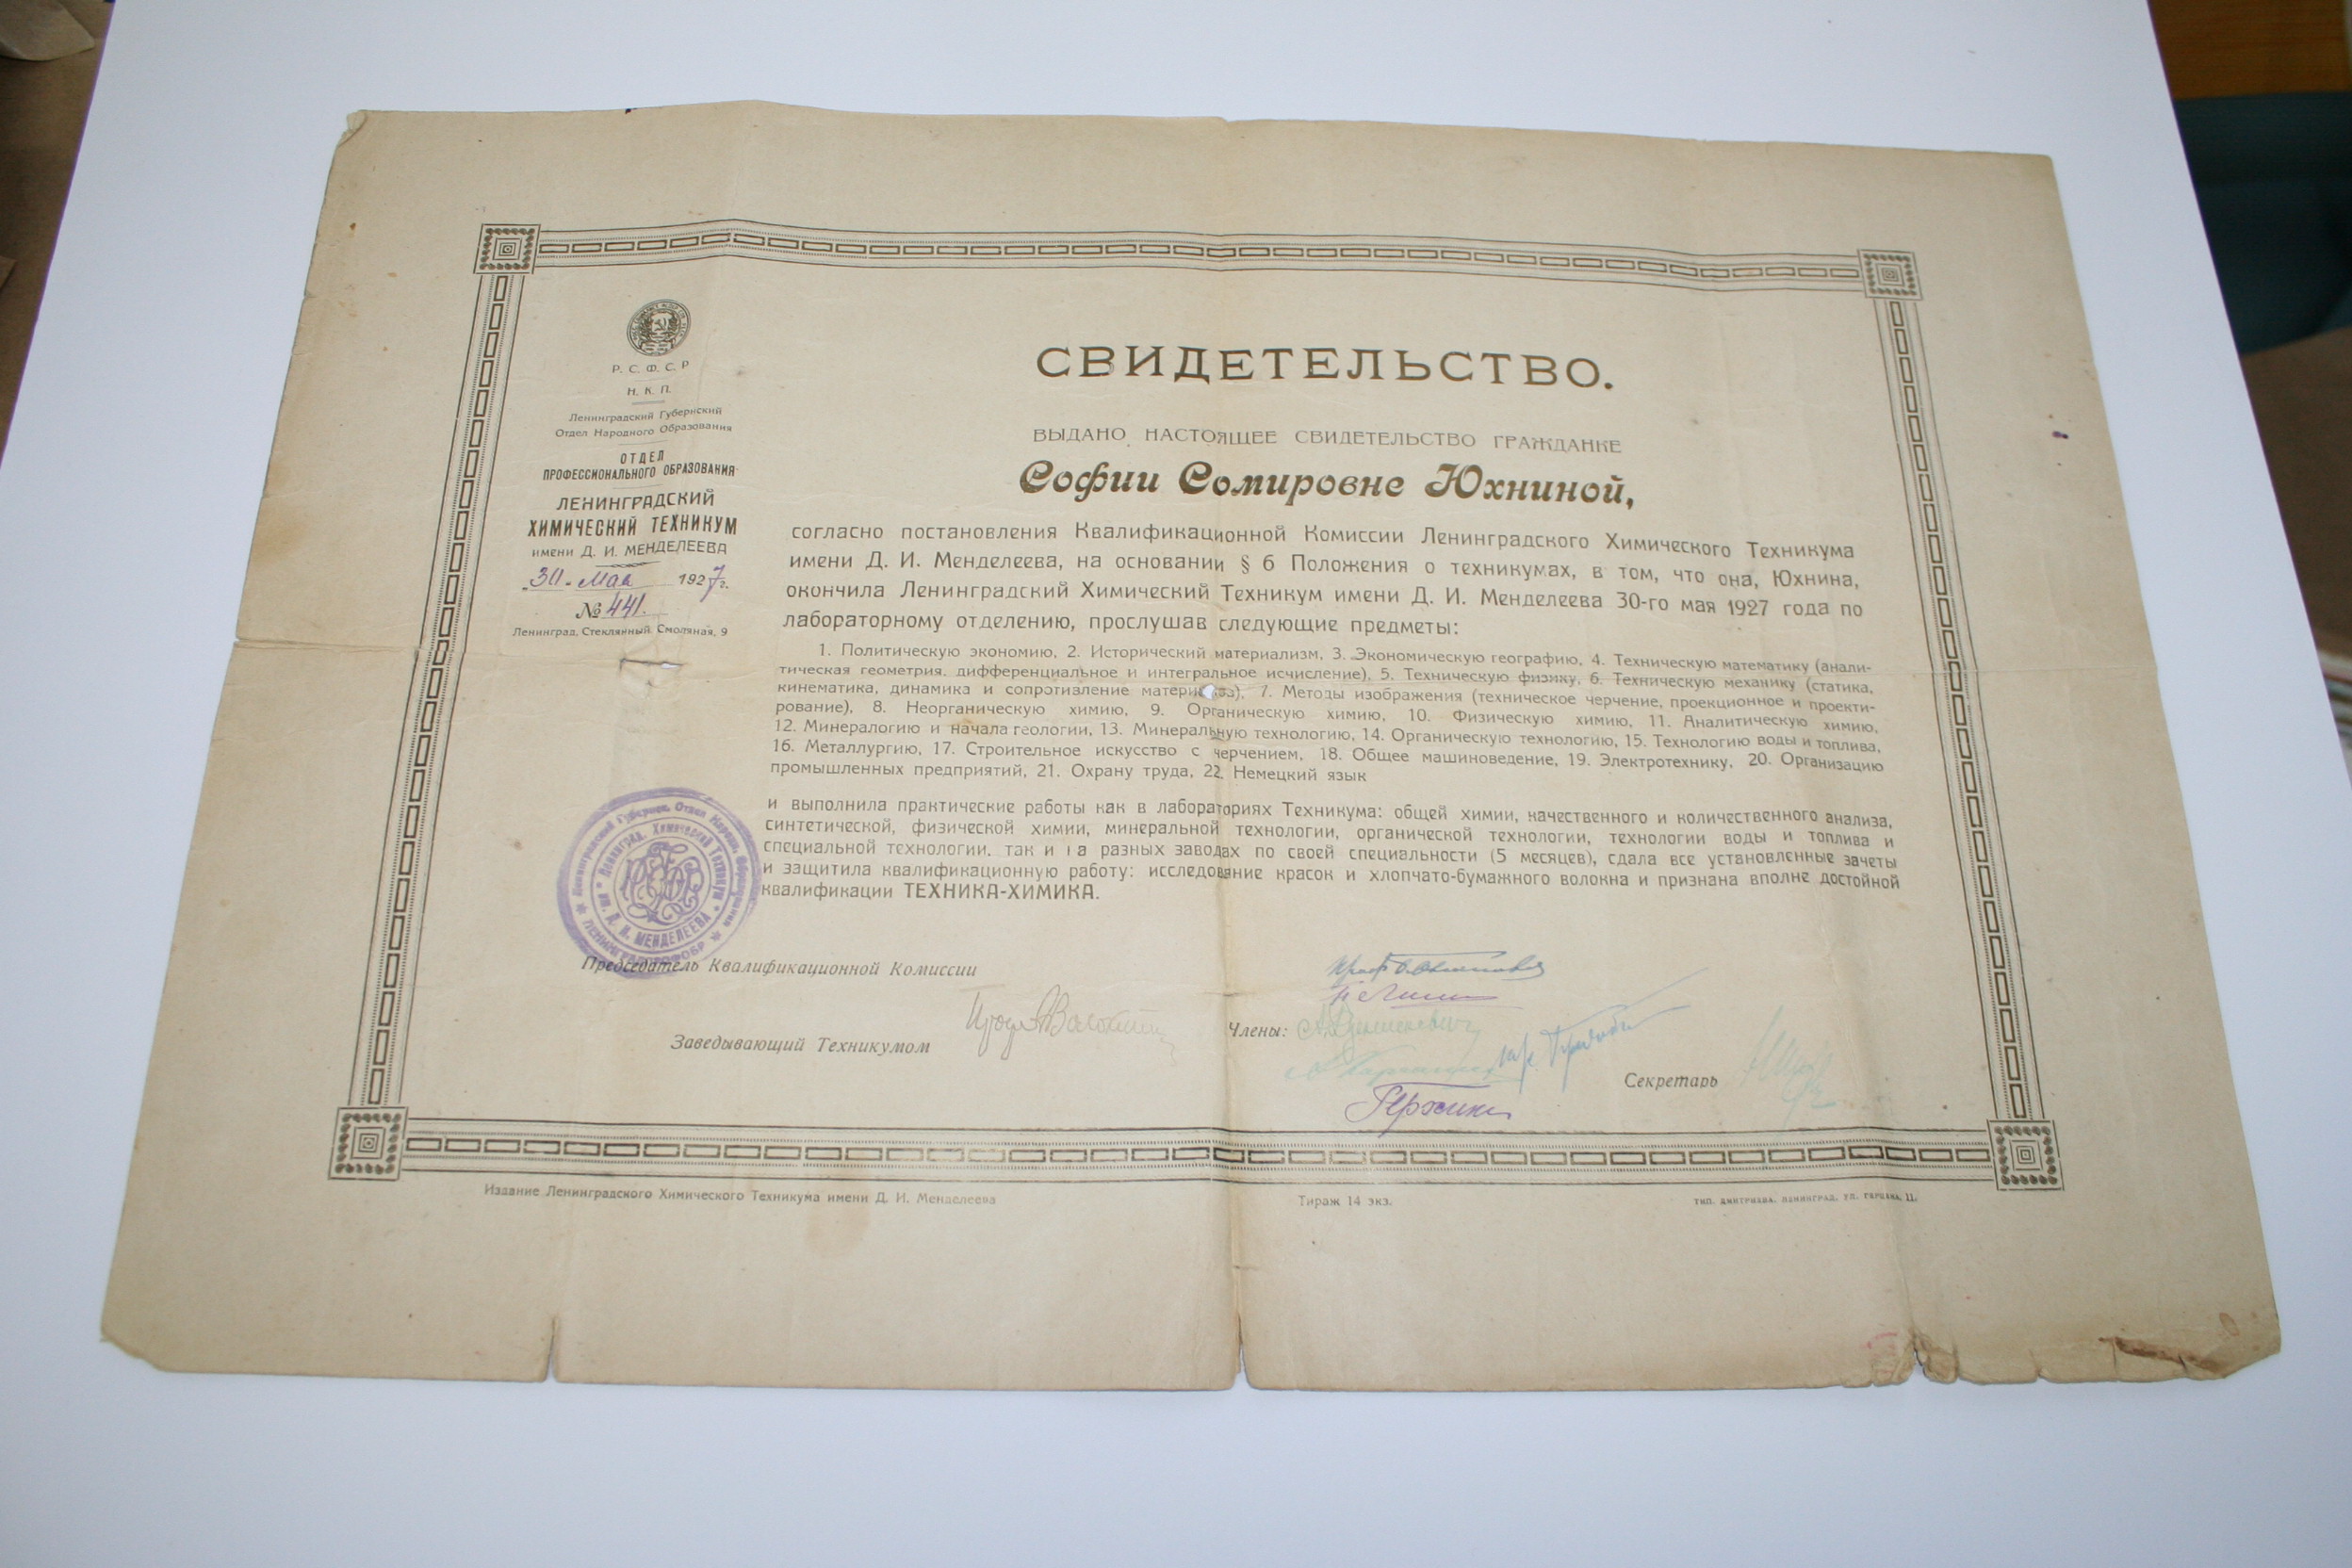 Р. С. Ф. С. Р
Н. К. П.
Ленинградский Губернский
Отдел Народного Образования
ОТДЕЛ
ПРОФЕССИОНАЛЬНОГО ОБРАЗОВАНИЯ
ЛЕНИНГРАДСКИЙ
ХИМИЧЕСКИЙ ТЕХНИКУМ
имени Д. И. МЕНДЕЛЕЕВА
30 - Мая 1927 г.
№ 441.
Ленинград, Стеклянный. Смоляная, 9
СВИДЕТЕЛЬСТВО.
ВЫДАНО НАСТОЯЩЕЕ СВИДЕТЕЛЬСТВО ГРАЖДАНКЕ
Софии Сомировне Юхниной,
согласно постановления Квалификационной Комиссии Ленинградского Химического Техникума
имени Д. И. Менделеева, на основании § 6 Положения о техникумах, в том, что она, Юхнина,
окончила Ленинградский Химический Техникум имени Д. И. Менделеева 30-го мая 1927 года по
лабораторному отделению, прослушав следующие предметы:
1. Политическую экономию, 2. Исторический материализм, 3. Экономическую географию, 4. Техническую математику (анали-
тическая геометрия, дифференциальное и интегральное исчисление), 5. Техническую физику, 6. Техническую механику (статика,
кинематика, динамика и сопротивление материалов), 7. Методы изображения (техническое черчение, проекционное и проекти-
рование), 8. Неорганическую химию, 9. Органическую химию, 10. Физическую химию, 11. Аналитическую химию,
12. Минералогию и начала геологии, 13. Минеральную технологию, 14. Органическую технологию, 15. Технологию воды и топлива,
16. Металлургию, 17. Строительное искусство с черчением, 18. Общее машиноведение, 19. Электротехнику, 20. Организацию
промышленных предприятий, 21. Охрану труда, 22. Немецкий язык
и выполнила практические работы как в лабораториях Техникума: общей химии, качественного и количественного анализа,
синтетической, физической химии, минеральной технологии, органической технологии, технологии воды и топлива и
специальной технологии, так и на разных заводах по своей специальности (5 месяцев), сдала все установленные зачеты
и защитила квалификационную работу: исследование красок и хлопчато-бумажного волокна и признана вполне достойной
квалификации ТЕХНИКА-ХИМИКА.
Ленинградский Губернск. Отдел Народн. Образования
ЛЕНИНГРАДПРОФОБР
Ленинград. Химический Техникум
им. Д. И. МЕНДЕЛЕЕВА
Председатель Квалификационной Комиссии
Заведывающий Техникумом
Члены:
Секретарь
Издание Ленинградского Химического Техникума имени Д. И. Менделеева
Тираж 14 экз.